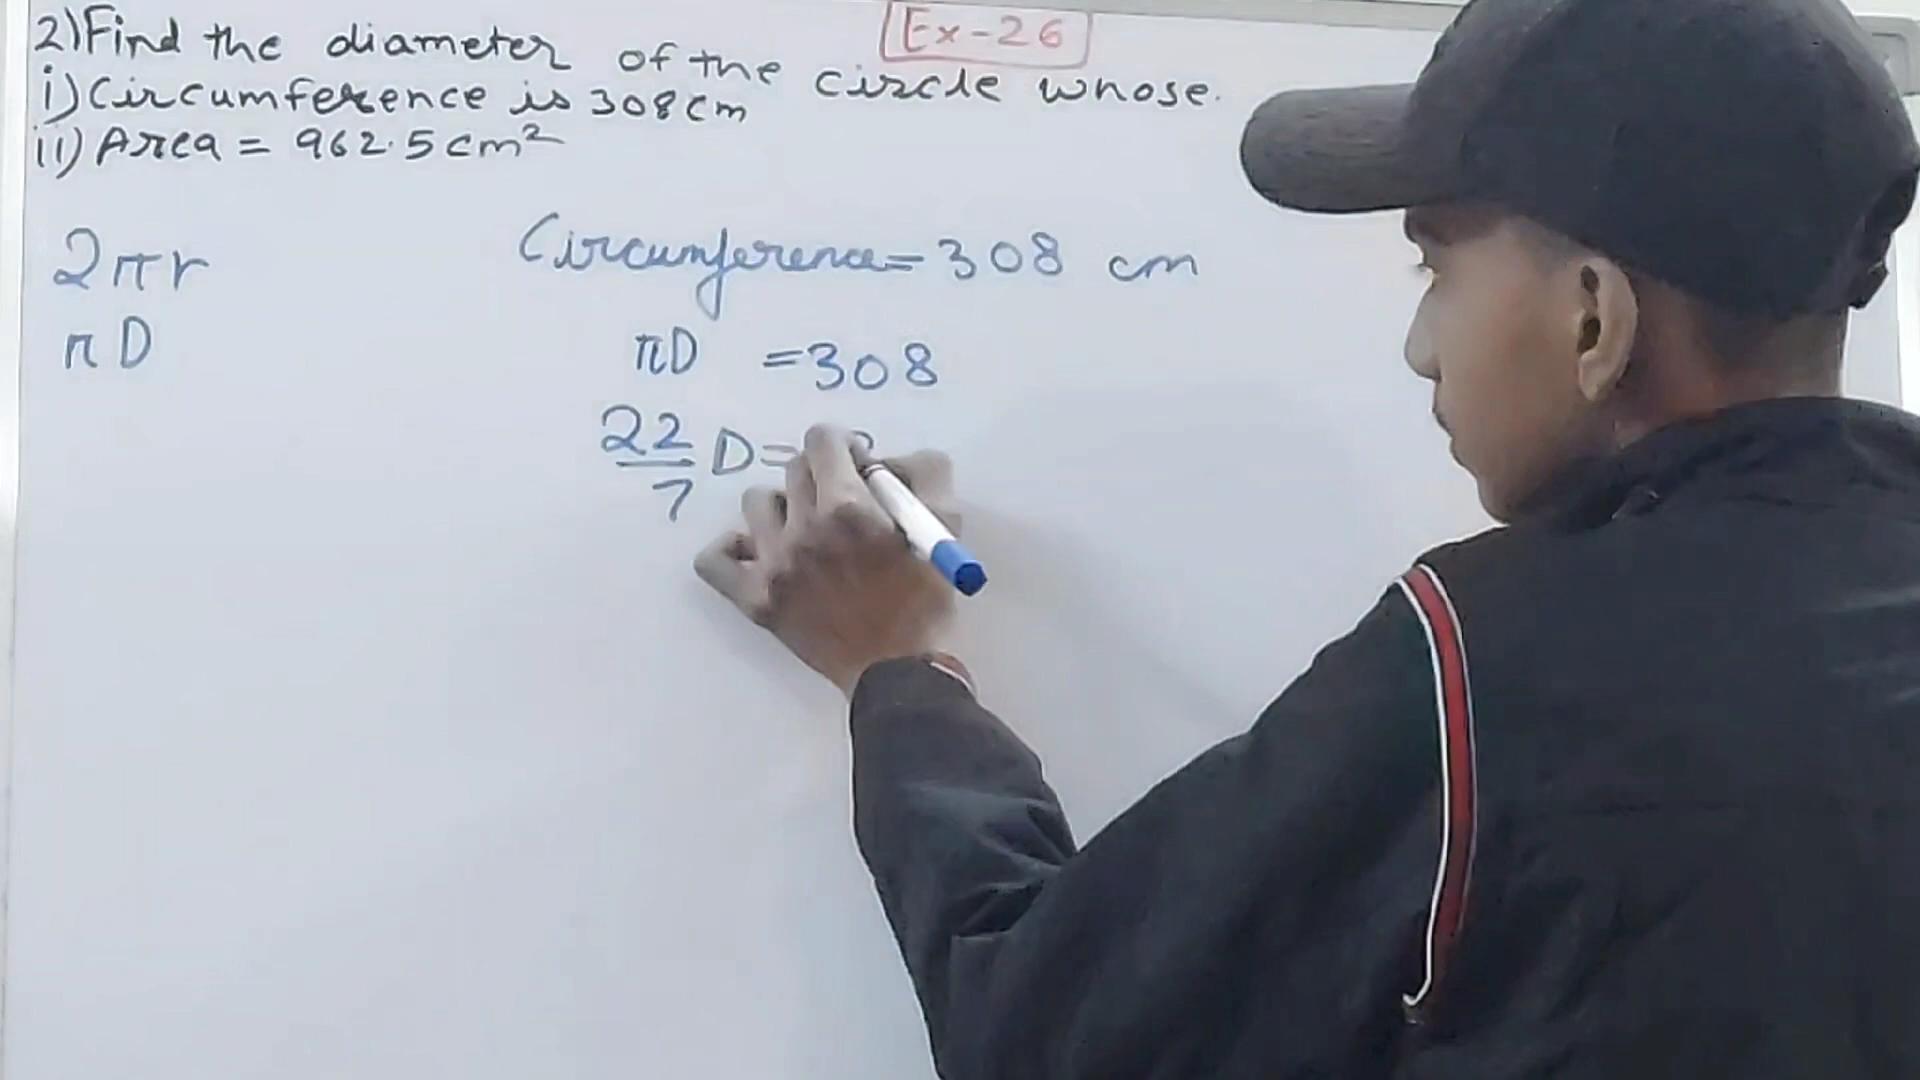 Ex-26
2) Find the diameter of the circle whose.
i) Circumference is 308 cm
ii) Area = 962.5 cm²
2πr
πD
Circumference = 308 cm
πD = 308
22/7 D =